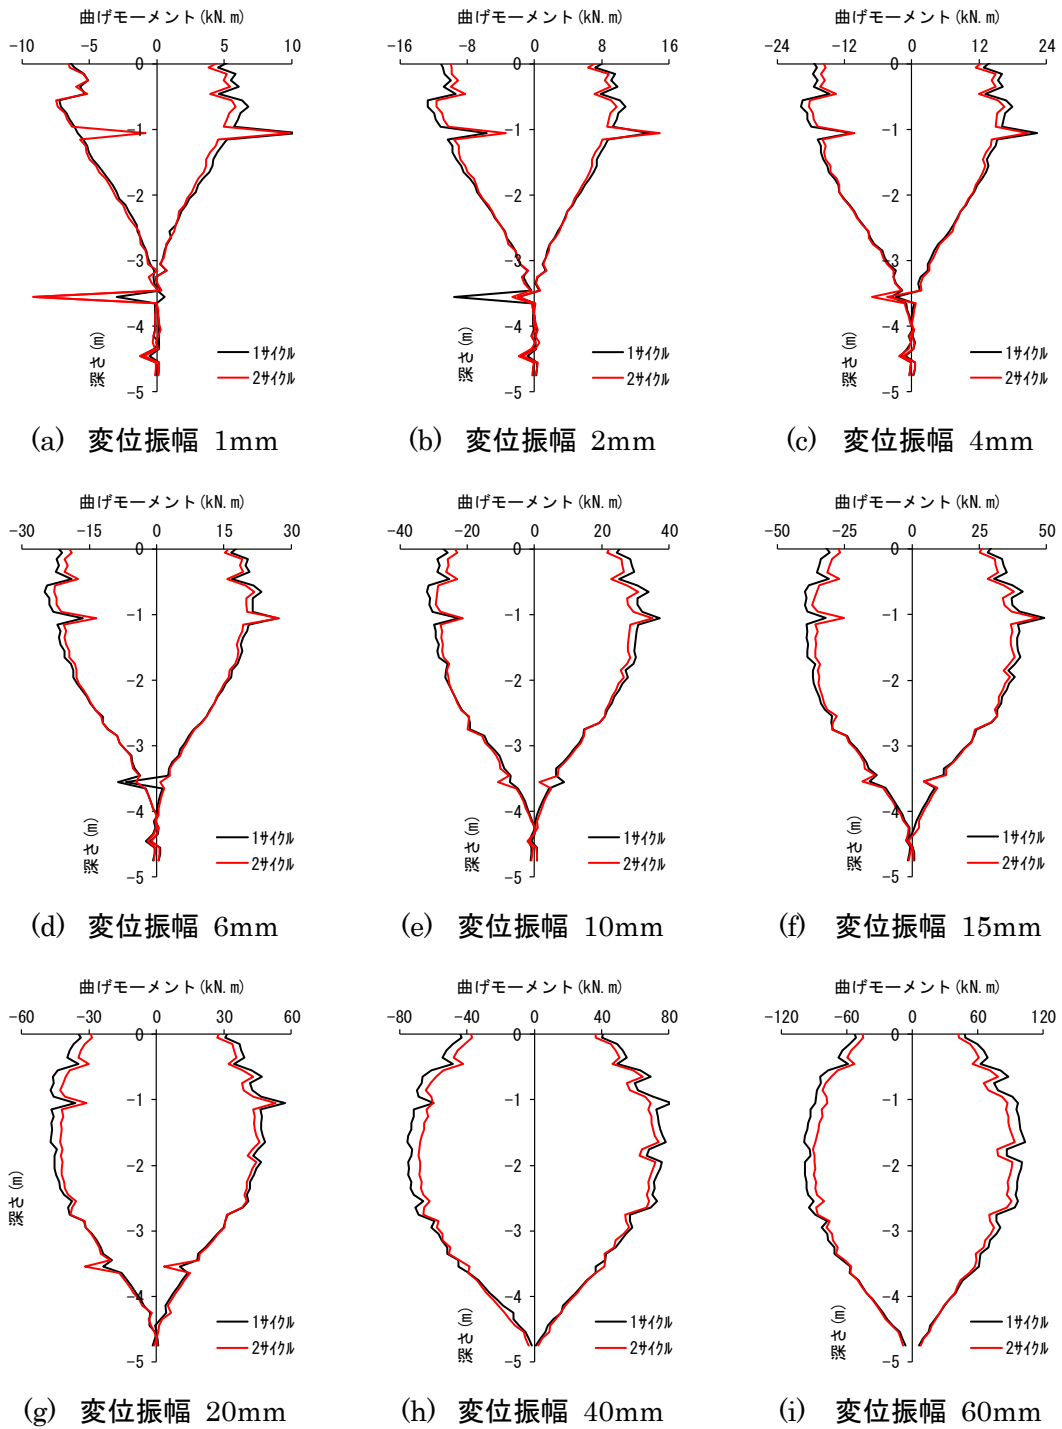 曲げモーメント(kN.m) 曲げモーメント(kN.m) 曲げモーメント(kN.m)
-10 -5 0 5 10 -16 -8 0 8 16 -24 -12 0 12 24
0 0 0
-1 -1 -1
-2 -2 -2
-3 -3 -3
-4 -4 -4
深さ(m) 深さ(m) 深さ(m)
1サイクル 1サイクル 1サイクル
2サイクル 2サイクル 2サイクル
-5 -5 -5
(a) 変位振幅 1mm (b) 変位振幅 2mm (c) 変位振幅 4mm
曲げモーメント(kN.m) 曲げモーメント(kN.m) 曲げモーメント(kN.m)
-30 -15 0 15 30 -40 -20 0 20 40 -50 -25 0 25 50
0 0 0
-1 -1 -1
-2 -2 -2
-3 -3 -3
-4 -4 -4
深さ(m) 深さ(m) 深さ(m)
1サイクル 1サイクル 1サイクル
2サイクル 2サイクル 2サイクル
-5 -5 -5
(d) 変位振幅 6mm (e) 変位振幅 10mm (f) 変位振幅 15mm
曲げモーメント(kN.m) 曲げモーメント(kN.m) 曲げモーメント(kN.m)
-60 -30 0 30 60 -80 -40 0 40 80 -120 -60 0 60 120
0 0 0
-1 -1 -1
-2 -2 -2
深さ(m)
-3 -3 -3
-4 -4 -4
深さ(m) 深さ(m)
1サイクル 1サイクル 1サイクル
2サイクル 2サイクル 2サイクル
-5 -5 -5
(g) 変位振幅 20mm (h) 変位振幅 40mm (i) 変位振幅 60mm